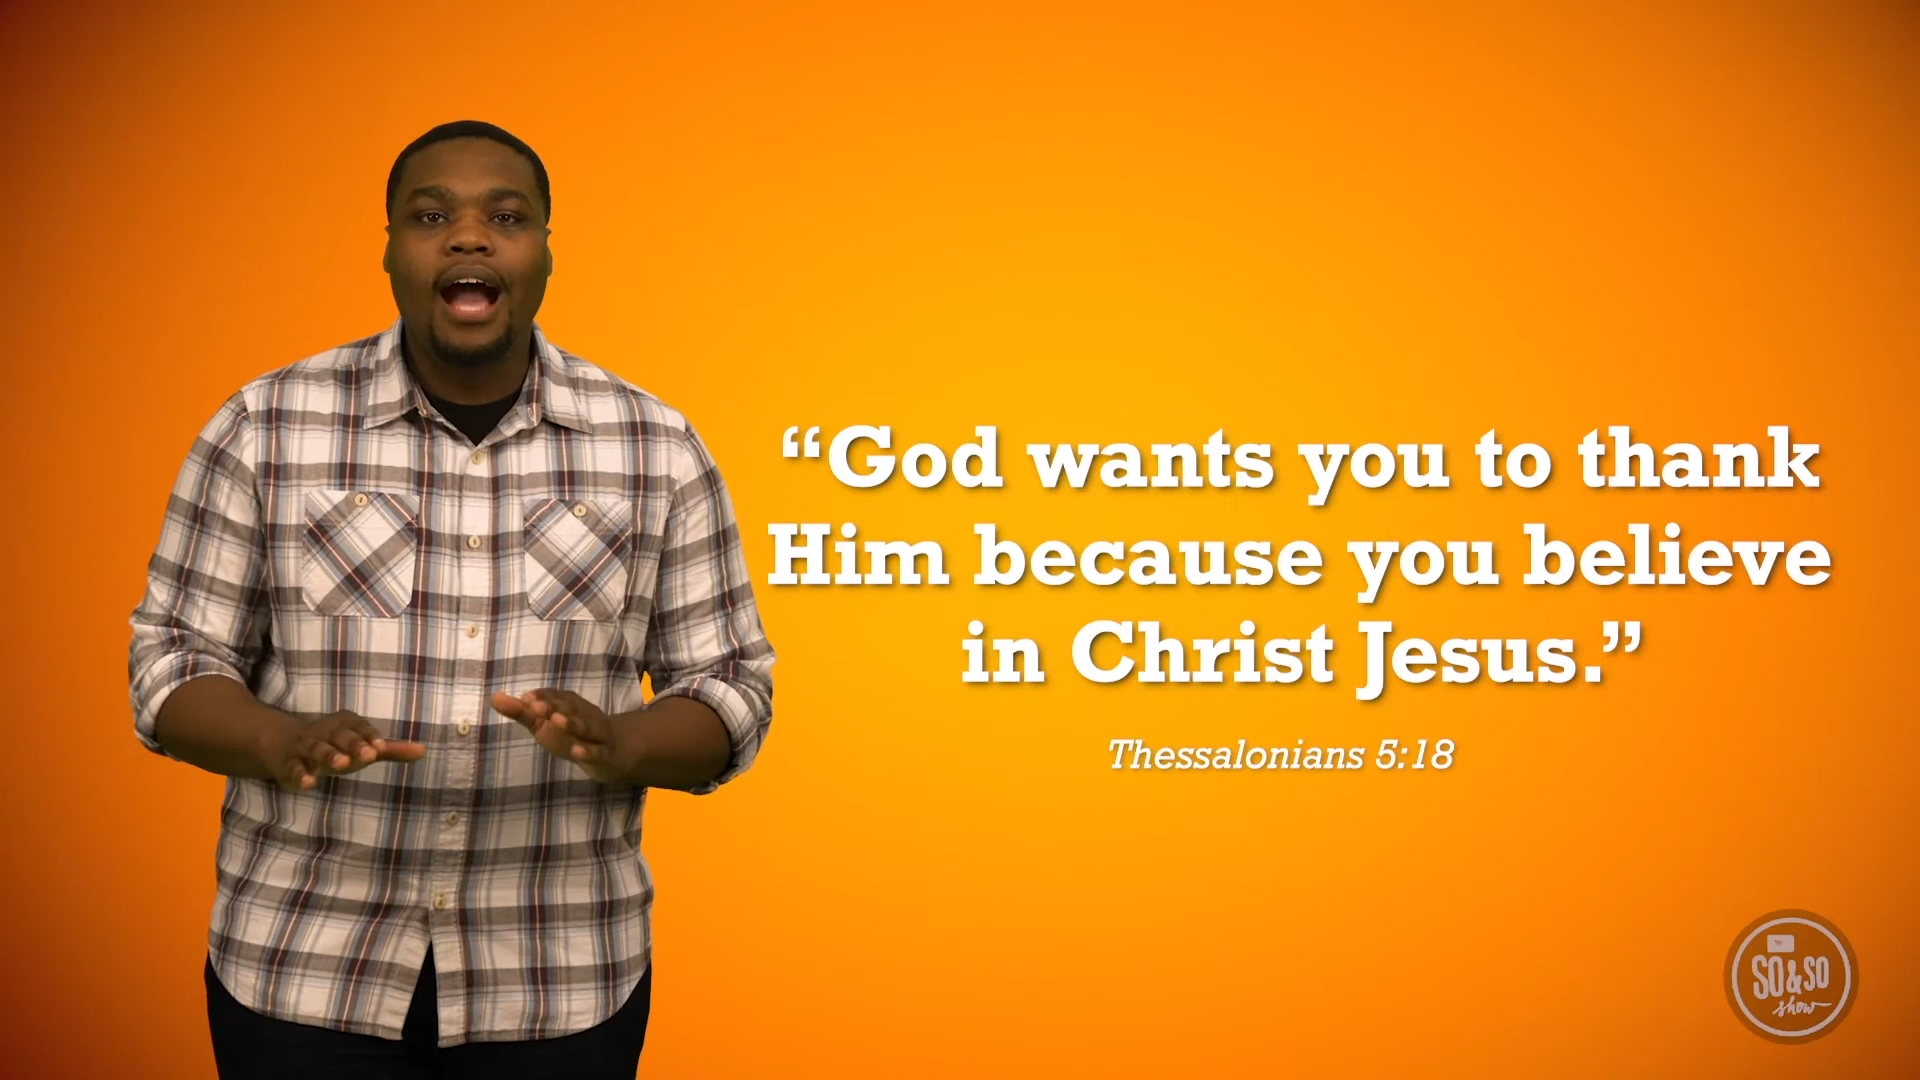 “God wants you to thank
Him because you believe
in Christ Jesus.”
Thessalonians 5:18
SO & SO
show